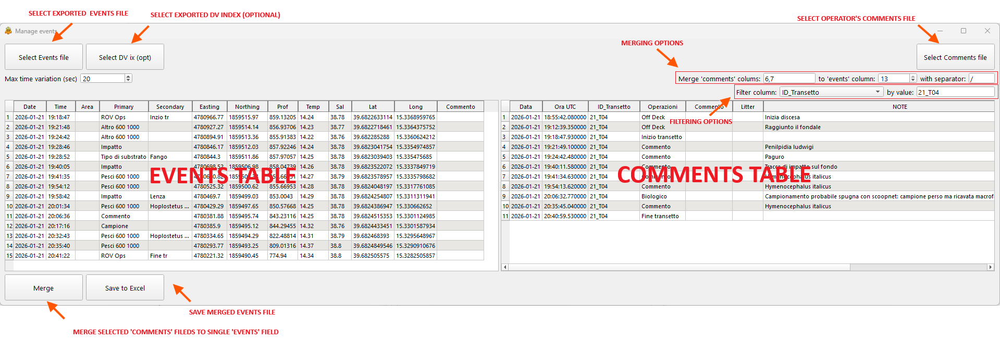 SELECT EXPORTED EVENTS FILE
SELECT EXPORTED DV INDEX (OPTIONAL)
SELECT OPERATOR'S COMMENTS FILE
Manage events
MERGING OPTIONS
Select Events file
Select DV ix (opt)
Select Comments file
Max time variation (sec) 20
Merge 'comments' colums: 6,7 to 'events' column: 13 with separator: /
Filter column: ID_Transetto by value: 21_T04
Date Time Area Primary Secondary Easting Northing Prof Temp Sal Lat Long Commento
1 2026-01-21 19:18:47 ROV Ops Inzio tr 4780966.77 1859515.97 859.13205 14.24 38.78 39.6822633114 15.3368959765
2 2026-01-21 19:21:48 Altro 600 1000 4780927.27 1859514.14 856.93706 14.23 38.77 39.6822718461 15.3364375752
3 2026-01-21 19:24:42 Altro 600 1000 4780894.91 1859513.36 855.91383 14.22 38.76 39.682285288 15.3360624212
4 2026-01-21 19:28:46 Impatto 4780846.17 1859512.03 857.92246 14.24 38.78 39.6823041754 15.3354974857
5 2026-01-21 19:28:52 Tipo di substrato Fango 4780844.3 1859511.86 857.97057 14.25 38.78 39.6823039403 15.335475685
6 2026-01-21 19:40:05 Impatto 4780698.52 1859506.98 858.04739 14.26 38.78 39.6823522072 15.3337849719
7 2026-01-21 19:41:35 Pesci 600 1000 14.27 38.79 39.6823578957 15.3335798682
8 2026-01-21 19:54:12 Pesci 600 1000 4780525.32 1859500.62 855.66953 14.28 38.78 39.6824048197 15.3317761085
9 2026-01-21 19:58:42 Impatto Lenza 4780469.7 1859499.03 853.0043 14.29 38.78 39.6824254807 15.3311311941
10 2026-01-21 20:01:34 Pesci 600 1000 Hoplostetus ... 4780429.29 1859497.65 850.57668 14.25 38.78 39.6824386947 15.330662652
11 2026-01-21 20:06:36 Commento 4780381.88 1859495.74 843.23116 14.25 38.78 39.6824515353 15.3301124985
12 2026-01-21 20:17:16 Campione 4780385.9 1859495.12 844.29455 14.32 38.76 39.6824433451 15.3301587934
13 2026-01-21 20:32:43 Pesci 600 1000 Hoplostetus ... 4780334.65 1859494.29 822.48814 14.31 38.79 39.682468393 15.3295648967
14 2026-01-21 20:35:40 Pesci 600 1000 4780293.77 1859493.25 809.01316 14.37 38.8 39.6824849546 15.3290910676
15 2026-01-21 20:41:22 ROV Ops Fine tr 4780221.32 1859490.45 774.94 14.34 38.8 39.682505575 15.3282505857
EVENTS TABLE
Data Ora UTC ID_Transetto Operazioni Commento Litter NOTE
1 2026-01-21 18:55:42.080000 21_T04 Off Deck Inizia discesa
FILTERING OPTIONS
2 2026-01-21 19:12:39.350000 21_T04 Off Deck Raggiunto il fondale
3 2026-01-21 19:18:47.930000 21_T04 Inizio transetto
4 2026-01-21 19:21:49.100000 21_T04 Commento Penilpidia ludwigi
5 2026-01-21 19:24:42.480000 21_T04 Commento Paguro
6 2026-01-21 19:40:11.580000 21_T04 Commento Tracce di impatto sul fondo
7 2026-01-21 19:41:34.630000 21_T04 Commento Hymenocephalus italicus
8 2026-01-21 19:54:13.620000 21_T04 Commento Hymenocephalus italicus
9 2026-01-21 20:06:32.770000 21_T04 Biologico Campionamento probabile spugna con scoopnet: campione perso ma ricavata macrof
10 2026-01-21 20:35:45.040000 21_T04 Commento Hymenocephalus italicus
11 2026-01-21 20:40:59.530000 21_T04 Fine transetto
COMMENTS TABLE
Merge
Save to Excel
SAVE MERGED EVENTS FILE
MERGE SELECTED 'COMMENTS' FILEDS TO SINGLE 'EVENTS' FIELD